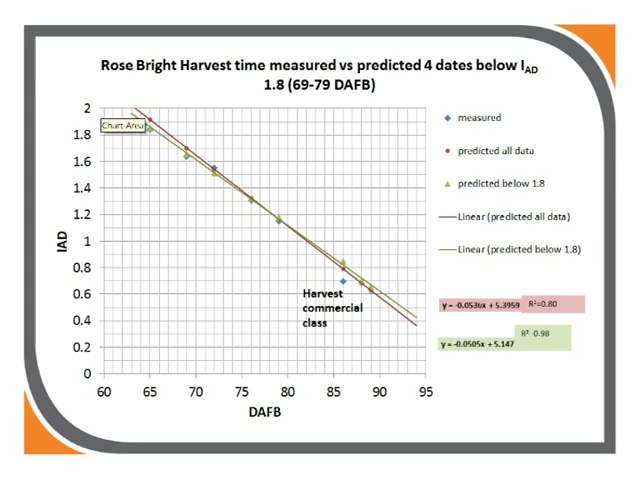 Rose Bright Harvest time measured vs predicted 4 dates below IAD
1.8 (69-79 DAFB)
2
1.8
1.6
1.4
1.2
1
0.8
0.6
0.4
0.2
0
Chart Area
IAD
Harvest
commercial
class
60 65 70 75 80 85 90 95
DAFB
measured
predicted all data
predicted below 1.8
Linear (predicted all data)
Linear (predicted below 1.8)
y = -0.0536x + 5.3959 R²=0.80
R² 0.98
y = -0.0505x + 5.147